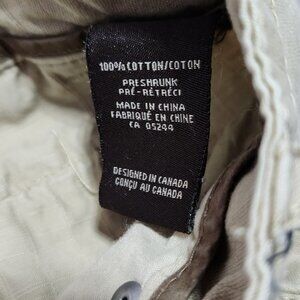 100% COTTON/COTON
PRESHRUNK
PRÉ-RÉTRÉCI
MADE IN CHINA
FABRIQUÉ EN CHINE
CA 05244
DESIGNED IN CANADA
CONÇU AU CANADA